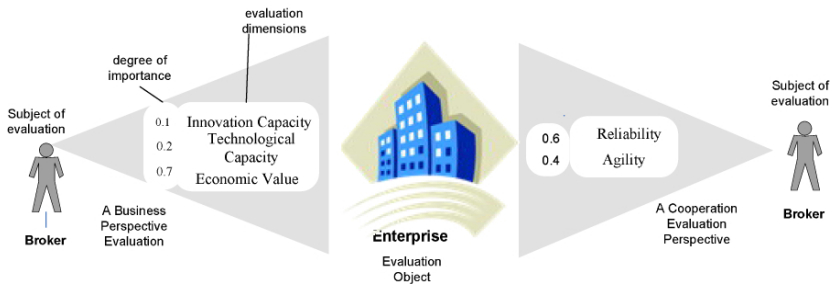 evaluation
dimensions
degree of
importance
Subject of
evaluation
0.1 Innovation Capacity
0.2 Technological
Capacity
0.7 Economic Value
A Business
Perspective
Evaluation
Broker
Enterprise
Evaluation
Object
0.6 Reliability
0.4 Agility
A Cooperation
Evaluation
Perspective
Subject of
evaluation
Broker